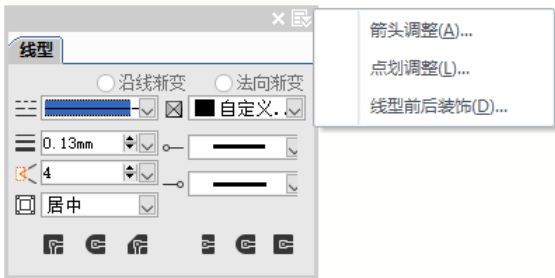 线型
沿线渐变 法向渐变
自定义...
0.13mm
4
居中
箭头调整(A)...
点划调整(L)...
线型前后装饰(D)...